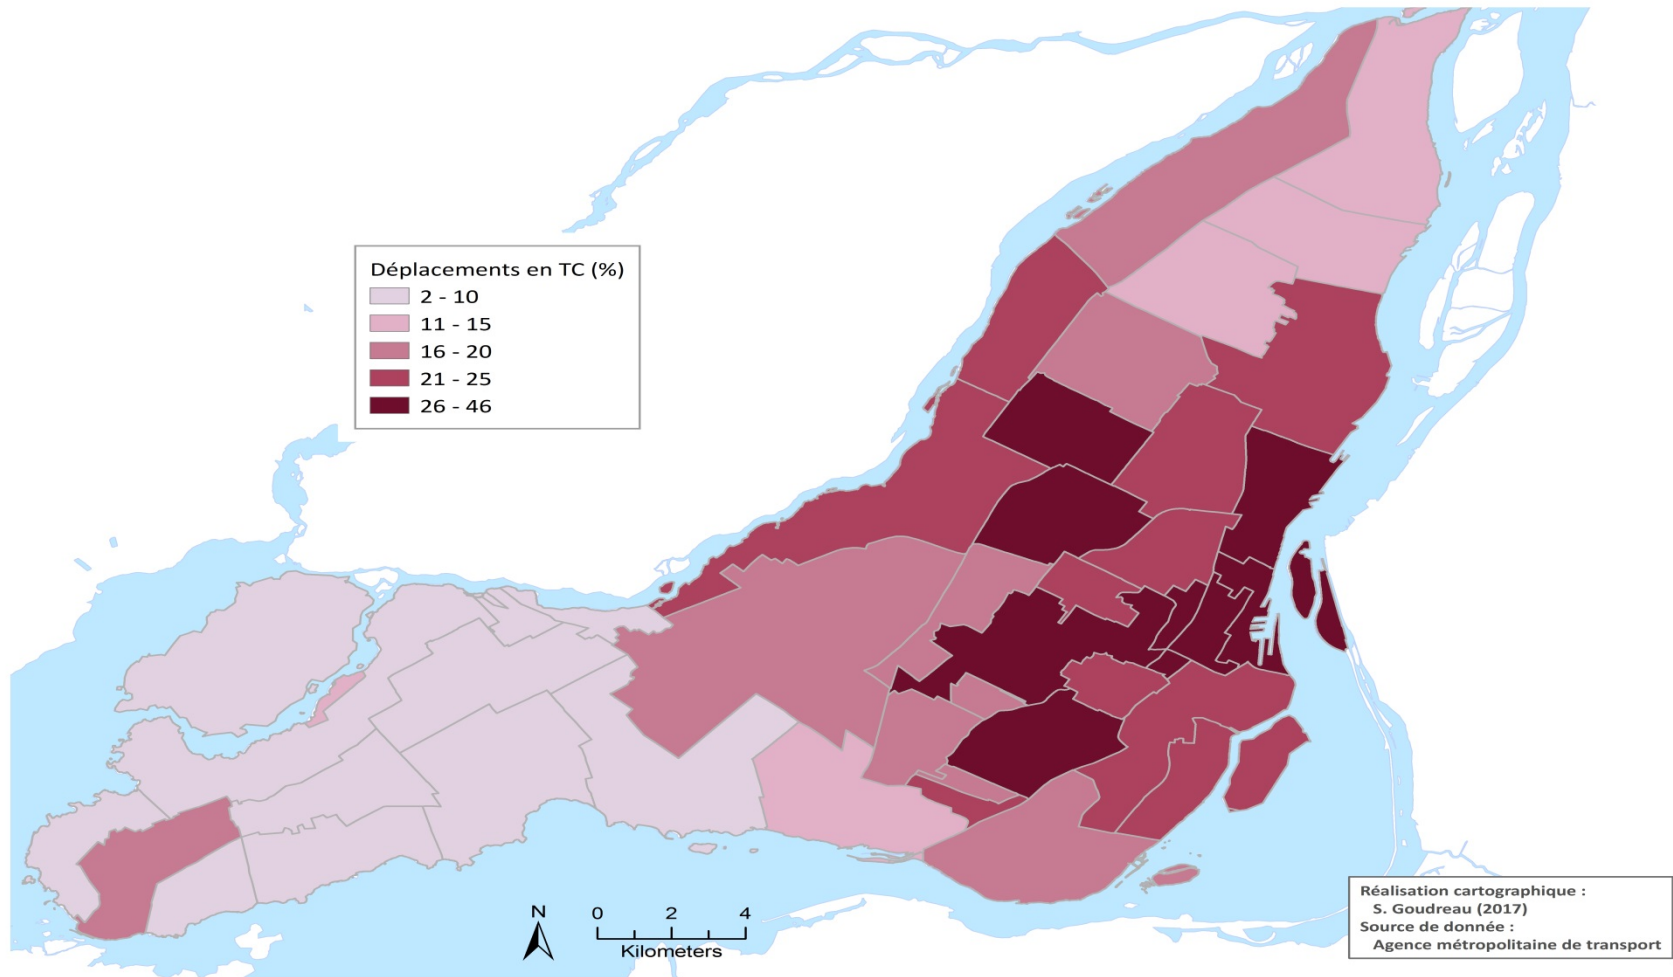 Déplacements en TC (%)
2 - 10
11 - 15
16 - 20
21 - 25
26 - 46
N
0 2 4
Kilometers
Réalisation cartographique :
S. Goudreau (2017)
Source de donnée :
Agence métropolitaine de transport